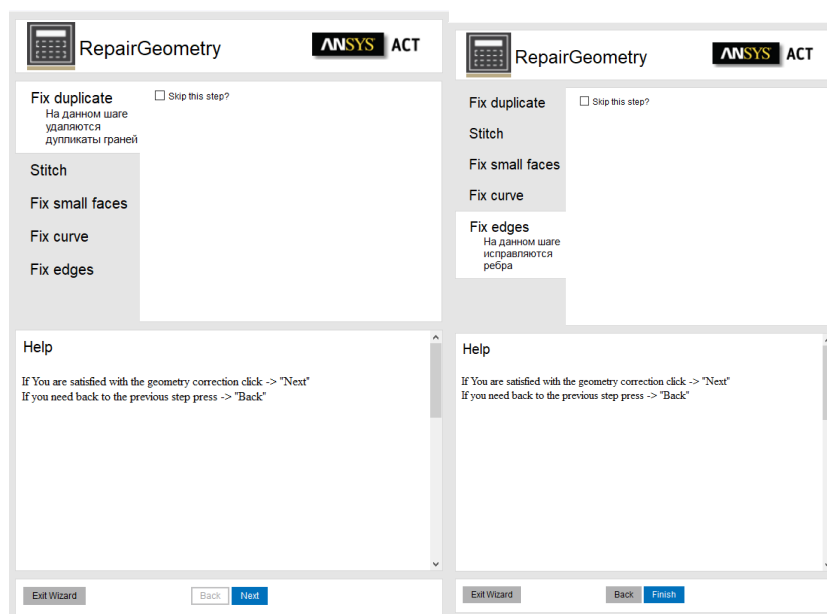 RepairGeometry
ANSYS ACT
Fix duplicate
На данном шаге
удаляются
дупликаты граней
Stitch
Fix small faces
Fix curve
Fix edges
Skip this step?
Help
If You are satisfied with the geometry correction click -> "Next"
If you need back to the previous step press -> "Back"
Exit Wizard
Back
Next
RepairGeometry
ANSYS ACT
Fix duplicate
Stitch
Fix small faces
Fix curve
Fix edges
На данном шаге
исправляются
ребра
Skip this step?
Help
If You are satisfied with the geometry correction click -> "Next"
If you need back to the previous step press -> "Back"
Exit Wizard
Back
Finish